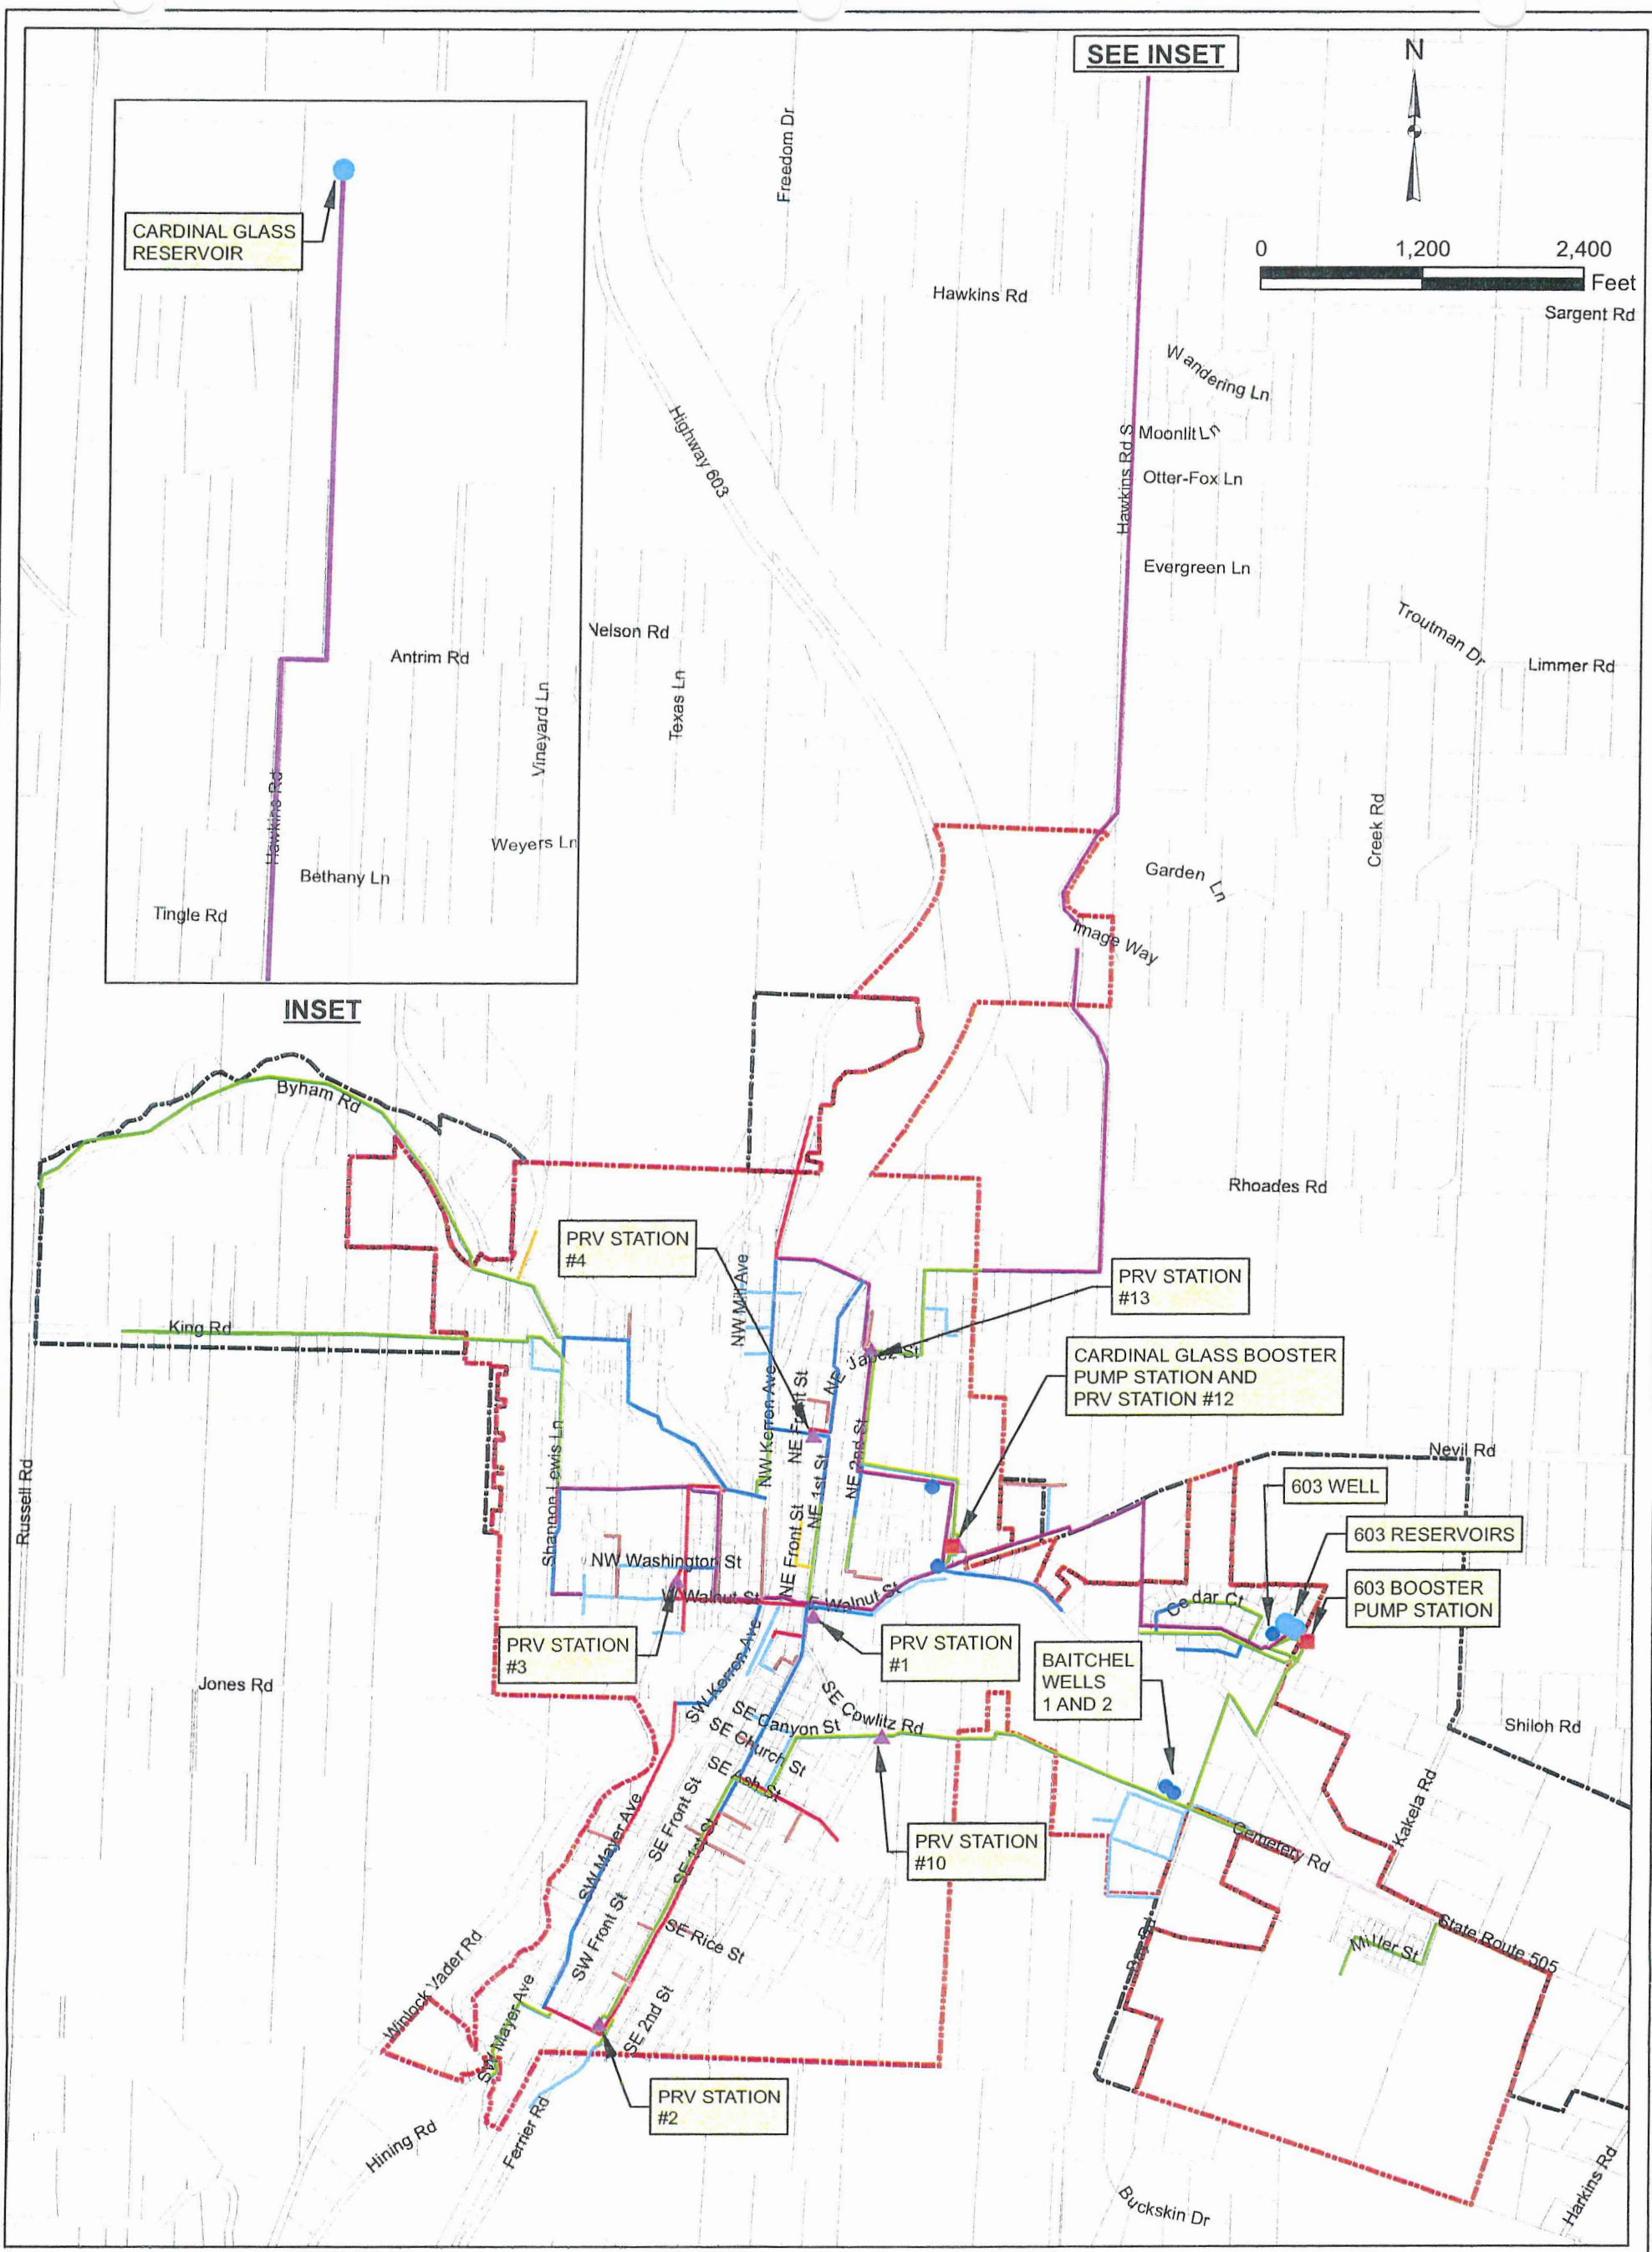 SEE INSET
N
0 1,200 2,400
Feet
Freedom Dr
CARDINAL GLASS
RESERVOIR
Hawkins Rd
Sargent Rd
Wandering Ln
Highway 603
Hawkins Rd S
Moonlit Ln
Otter-Fox Ln
Evergreen Ln
Nelson Rd
Troutman Dr
Limmer Rd
Antrim Rd
Vineyard Ln
Texas Ln
Hawkins Rd
Creek Rd
Weyers Ln
Bethany Ln
Garden Ln
Tingle Rd
Image Way
INSET
Byham Rd
Rhoades Rd
PRV STATION
#4
NW Mill Ave
PRV STATION
#13
King Rd
Jabez St
NE
CARDINAL GLASS BOOSTER
PUMP STATION AND
PRV STATION #12
NW Kerron Ave
NE Front St
NE 2nd St
NE 1st St
Nevil Rd
Russell Rd
Shannon Lewis Ln
603 WELL
NE Front St
603 RESERVOIRS
NW Washington St
W Walnut St
E Walnut St
Cedar Ct
603 BOOSTER
PUMP STATION
PRV STATION
#3
PRV STATION
#1
BAITCHEL
WELLS
1 AND 2
Jones Rd
SW Kerron Ave
SE Canyon St
SE Cowlitz Rd
SE Church St
SE Ash St
Shiloh Rd
SW Mayer Ave
SE Front St
SE 1st St
PRV STATION
#10
Cemetery Rd
Kakela Rd
SW Front St
SE Rice St
Bay Rd
Miller St
State Route 505
Winlock Vader Rd
SW Mayer Ave
SE 2nd St
PRV STATION
#2
Hining Rd
Ferrier Rd
Buckskin Dr
Harkins Rd